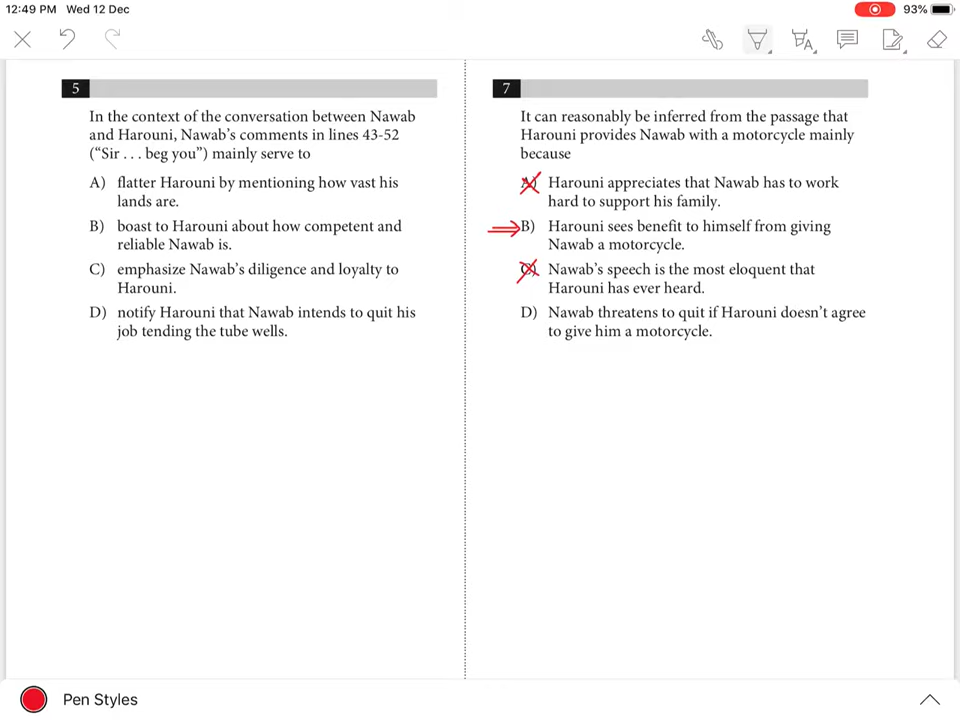 12:49 PM Wed 12 Dec
93%
5
In the context of the conversation between Nawab
and Harouni, Nawab’s comments in lines 43-52
(“Sir . . . beg you”) mainly serve to
A) flatter Harouni by mentioning how vast his
lands are.
B) boast to Harouni about how competent and
reliable Nawab is.
C) emphasize Nawab’s diligence and loyalty to
Harouni.
D) notify Harouni that Nawab intends to quit his
job tending the tube wells.
7
It can reasonably be inferred from the passage that
Harouni provides Nawab with a motorcycle mainly
because
A) Harouni appreciates that Nawab has to work
hard to support his family.
B) Harouni sees benefit to himself from giving
Nawab a motorcycle.
C) Nawab’s speech is the most eloquent that
Harouni has ever heard.
D) Nawab threatens to quit if Harouni doesn’t agree
to give him a motorcycle.
Pen Styles